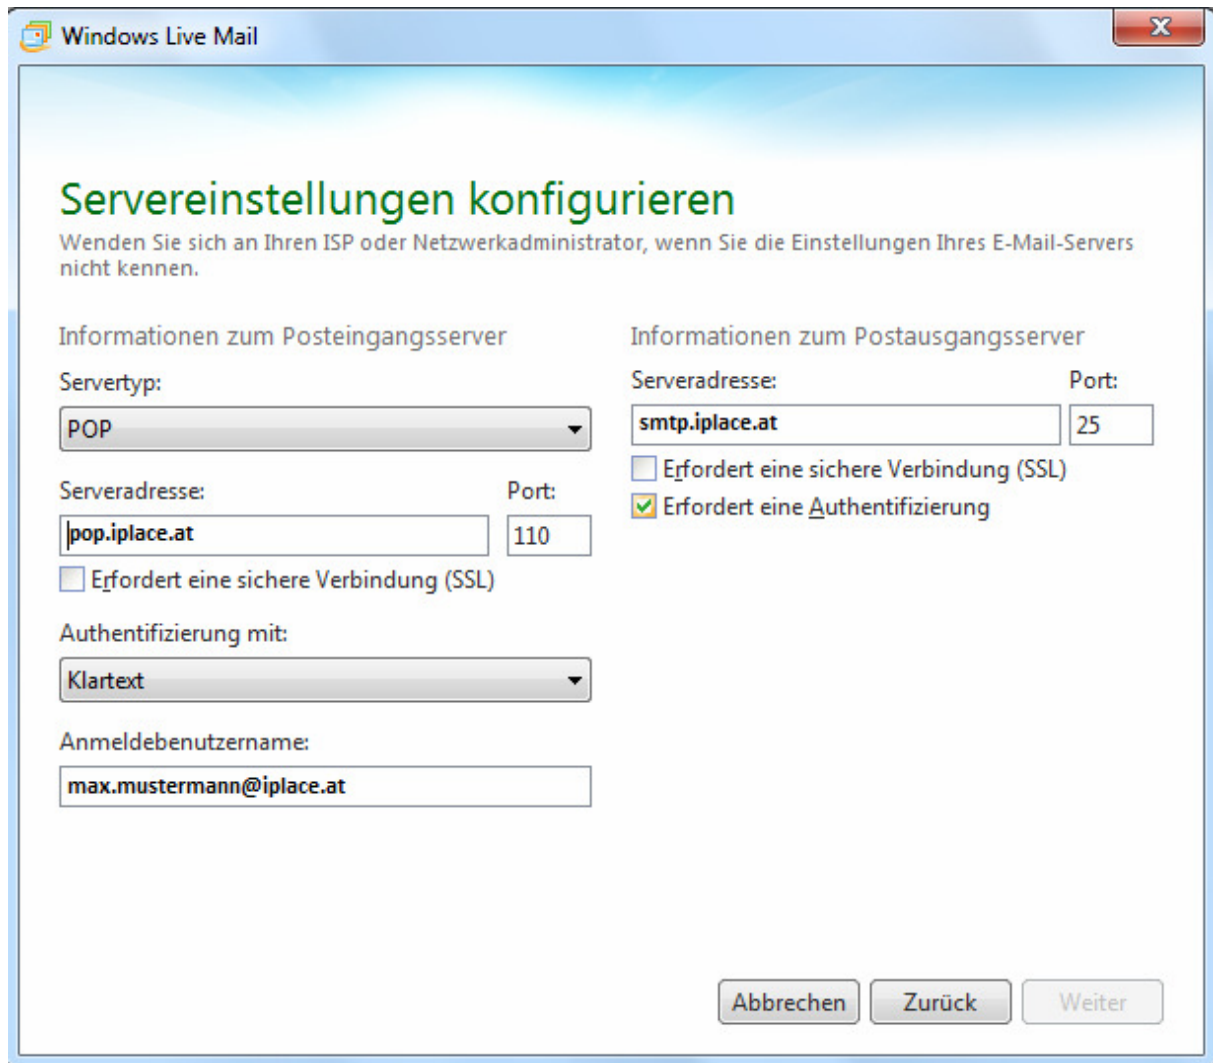 Windows Live Mail
Servereinstellungen konfigurieren
Wenden Sie sich an Ihren ISP oder Netzwerkadministrator, wenn Sie die Einstellungen Ihres E-Mail-Servers
nicht kennen.
Informationen zum Posteingangsserver
Servertyp:
POP
Serveradresse: Port:
pop.iplace.at 110
Erfordert eine sichere Verbindung (SSL)
Authentifizierung mit:
Klartext
Anmeldebenutzername:
max.mustermann@iplace.at
Informationen zum Postausgangsserver
Serveradresse: Port:
smtp.iplace.at 25
Erfordert eine sichere Verbindung (SSL)
Erfordert eine Authentifizierung
Abbrechen Zurück Weiter